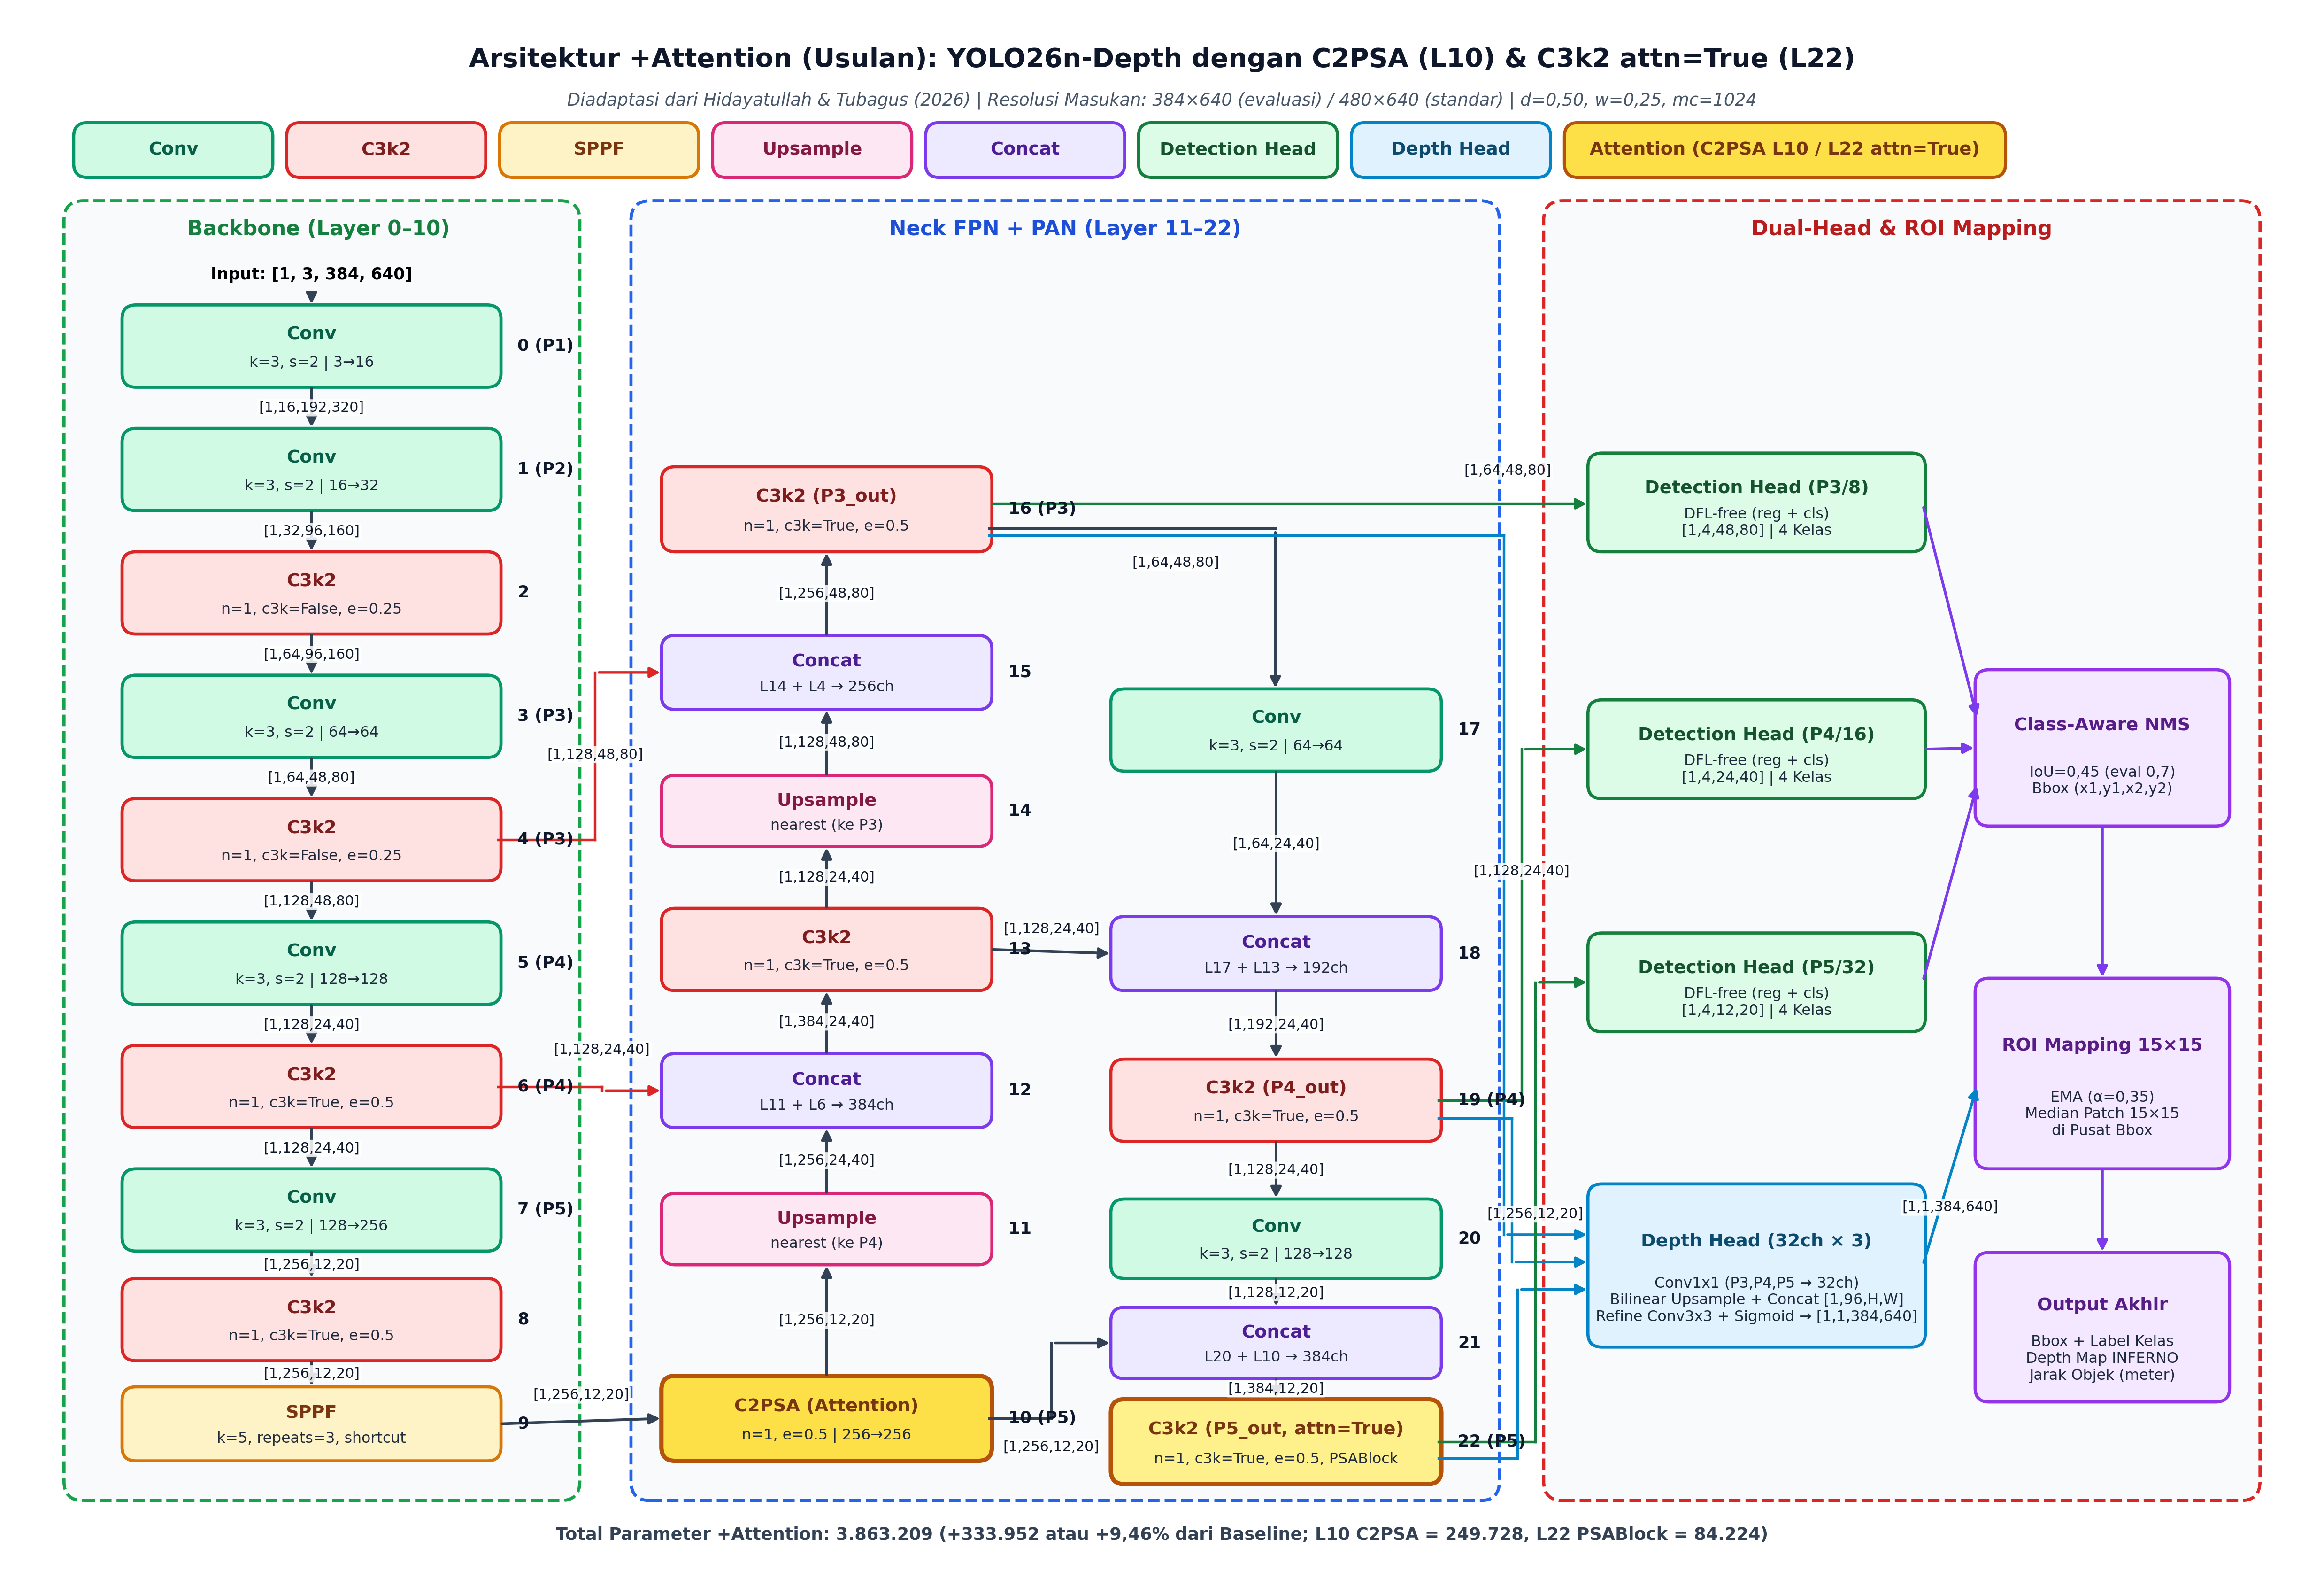 Arsitektur +Attention (Usulan): YOLO26n-Depth dengan C2PSA (L10) & C3k2 attn=True (L22)
Diadaptasi dari Hidayatullah & Tubagus (2026) | Resolusi Masukan: 384×640 (evaluasi) / 480×640 (standar) | d=0,50, w=0,25, mc=1024
Conv
C3k2
SPPF
Upsample
Concat
Detection Head
Depth Head
Attention (C2PSA L10 / L22 attn=True)
Backbone (Layer 0–10)
Input: [1, 3, 384, 640]
Conv
k=3, s=2 | 3→16
0 (P1)
[1,16,192,320]
Conv
k=3, s=2 | 16→32
1 (P2)
[1,32,96,160]
C3k2
n=1, c3k=False, e=0.25
2
[1,64,96,160]
Conv
k=3, s=2 | 64→64
3 (P3)
[1,64,48,80]
C3k2
n=1, c3k=False, e=0.25
4 (P3)
[1,128,48,80]
[1,128,48,80]
Conv
k=3, s=2 | 128→128
5 (P4)
[1,128,24,40]
C3k2
n=1, c3k=True, e=0.5
6 (P4)
[1,128,24,40]
[1,128,24,40]
Conv
k=3, s=2 | 128→256
7 (P5)
[1,256,12,20]
C3k2
n=1, c3k=True, e=0.5
8
[1,256,12,20]
SPPF
k=5, repeats=3, shortcut
9
[1,256,12,20]
Neck FPN + PAN (Layer 11–22)
C3k2 (P3_out)
n=1, c3k=True, e=0.5
16 (P3)
[1,64,48,80]
[1,64,48,80]
[1,256,48,80]
Concat
L14 + L4 → 256ch
15
[1,128,48,80]
Upsample
nearest (ke P3)
14
[1,128,24,40]
C3k2
n=1, c3k=True, e=0.5
13
[1,128,24,40]
[1,384,24,40]
Concat
L11 + L6 → 384ch
12
[1,256,24,40]
Upsample
nearest (ke P4)
11
[1,256,12,20]
C2PSA (Attention)
n=1, e=0.5 | 256→256
10 (P5)
[1,256,12,20]
Conv
k=3, s=2 | 64→64
17
[1,64,24,40]
Concat
L17 + L13 → 192ch
18
[1,192,24,40]
C3k2 (P4_out)
n=1, c3k=True, e=0.5
19 (P4)
[1,128,24,40]
[1,128,24,40]
Conv
k=3, s=2 | 128→128
20
[1,128,12,20]
Concat
L20 + L10 → 384ch
21
[1,384,12,20]
C3k2 (P5_out, attn=True)
n=1, c3k=True, e=0.5, PSABlock
22 (P5)
[1,256,12,20]
Dual-Head & ROI Mapping
Detection Head (P3/8)
DFL-free (reg + cls)
[1,4,48,80] | 4 Kelas
Detection Head (P4/16)
DFL-free (reg + cls)
[1,4,24,40] | 4 Kelas
Detection Head (P5/32)
DFL-free (reg + cls)
[1,4,12,20] | 4 Kelas
Depth Head (32ch × 3)
Conv1x1 (P3,P4,P5 → 32ch)
Bilinear Upsample + Concat [1,96,H,W]
Refine Conv3x3 + Sigmoid → [1,1,384,640]
[1,1,384,640]
Class-Aware NMS
IoU=0,45 (eval 0,7)
Bbox (x1,y1,x2,y2)
ROI Mapping 15×15
EMA (α=0,35)
Median Patch 15×15
di Pusat Bbox
Output Akhir
Bbox + Label Kelas
Depth Map INFERNO
Jarak Objek (meter)
Total Parameter +Attention: 3.863.209 (+333.952 atau +9,46% dari Baseline; L10 C2PSA = 249.728, L22 PSABlock = 84.224)